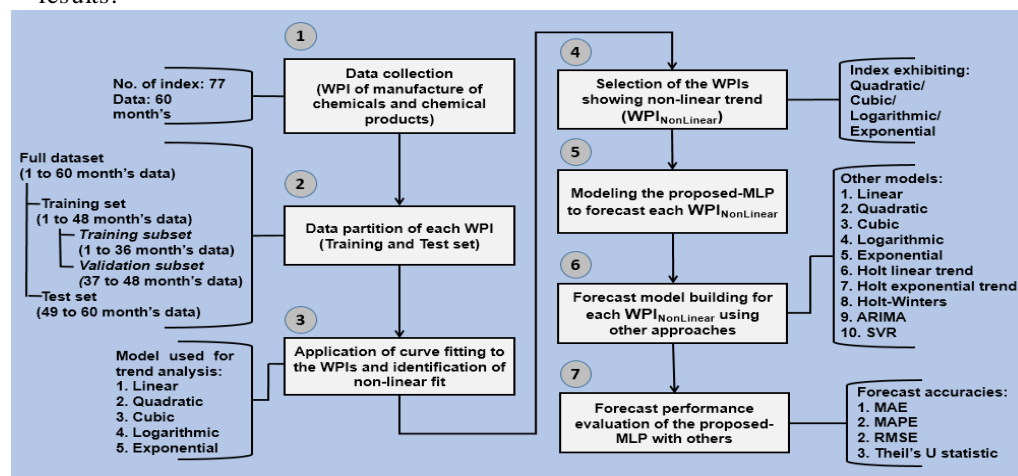 results.
1
No. of index: 77
Data: 60
month's
Data collection
(WPI of manufacture of
chemicals and chemical
products)
Full dataset
(1 to 60 month's data)
Training set
(1 to 48 month's data)
Training subset
(1 to 36 month's data)
Validation subset
(37 to 48 month's data)
Test set
(49 to 60 month's data)
2
Data partition of each WPI
(Training and Test set)
3
Model used for
trend analysis:
1. Linear
2. Quadratic
3. Cubic
4. Logarithmic
5. Exponential
Application of curve fitting to
the WPIs and identification of
non-linear fit
4
Selection of the WPIs
showing non-linear trend
(WPINonLinear)
Index exhibiting:
Quadratic/
Cubic/
Logarithmic/
Exponential
5
Modeling the proposed-MLP
to forecast each WPINonLinear
6
Forecast model building for
each WPINonLinear using
other approaches
Other models:
1. Linear
2. Quadratic
3. Cubic
4. Logarithmic
5. Exponential
6. Holt linear trend
7. Holt exponential trend
8. Holt-Winters
9. ARIMA
10. SVR
7
Forecast performance
evaluation of the proposed-
MLP with others
Forecast accuracies:
1. MAE
2. MAPE
2. RMSE
3. Theil's U statistic